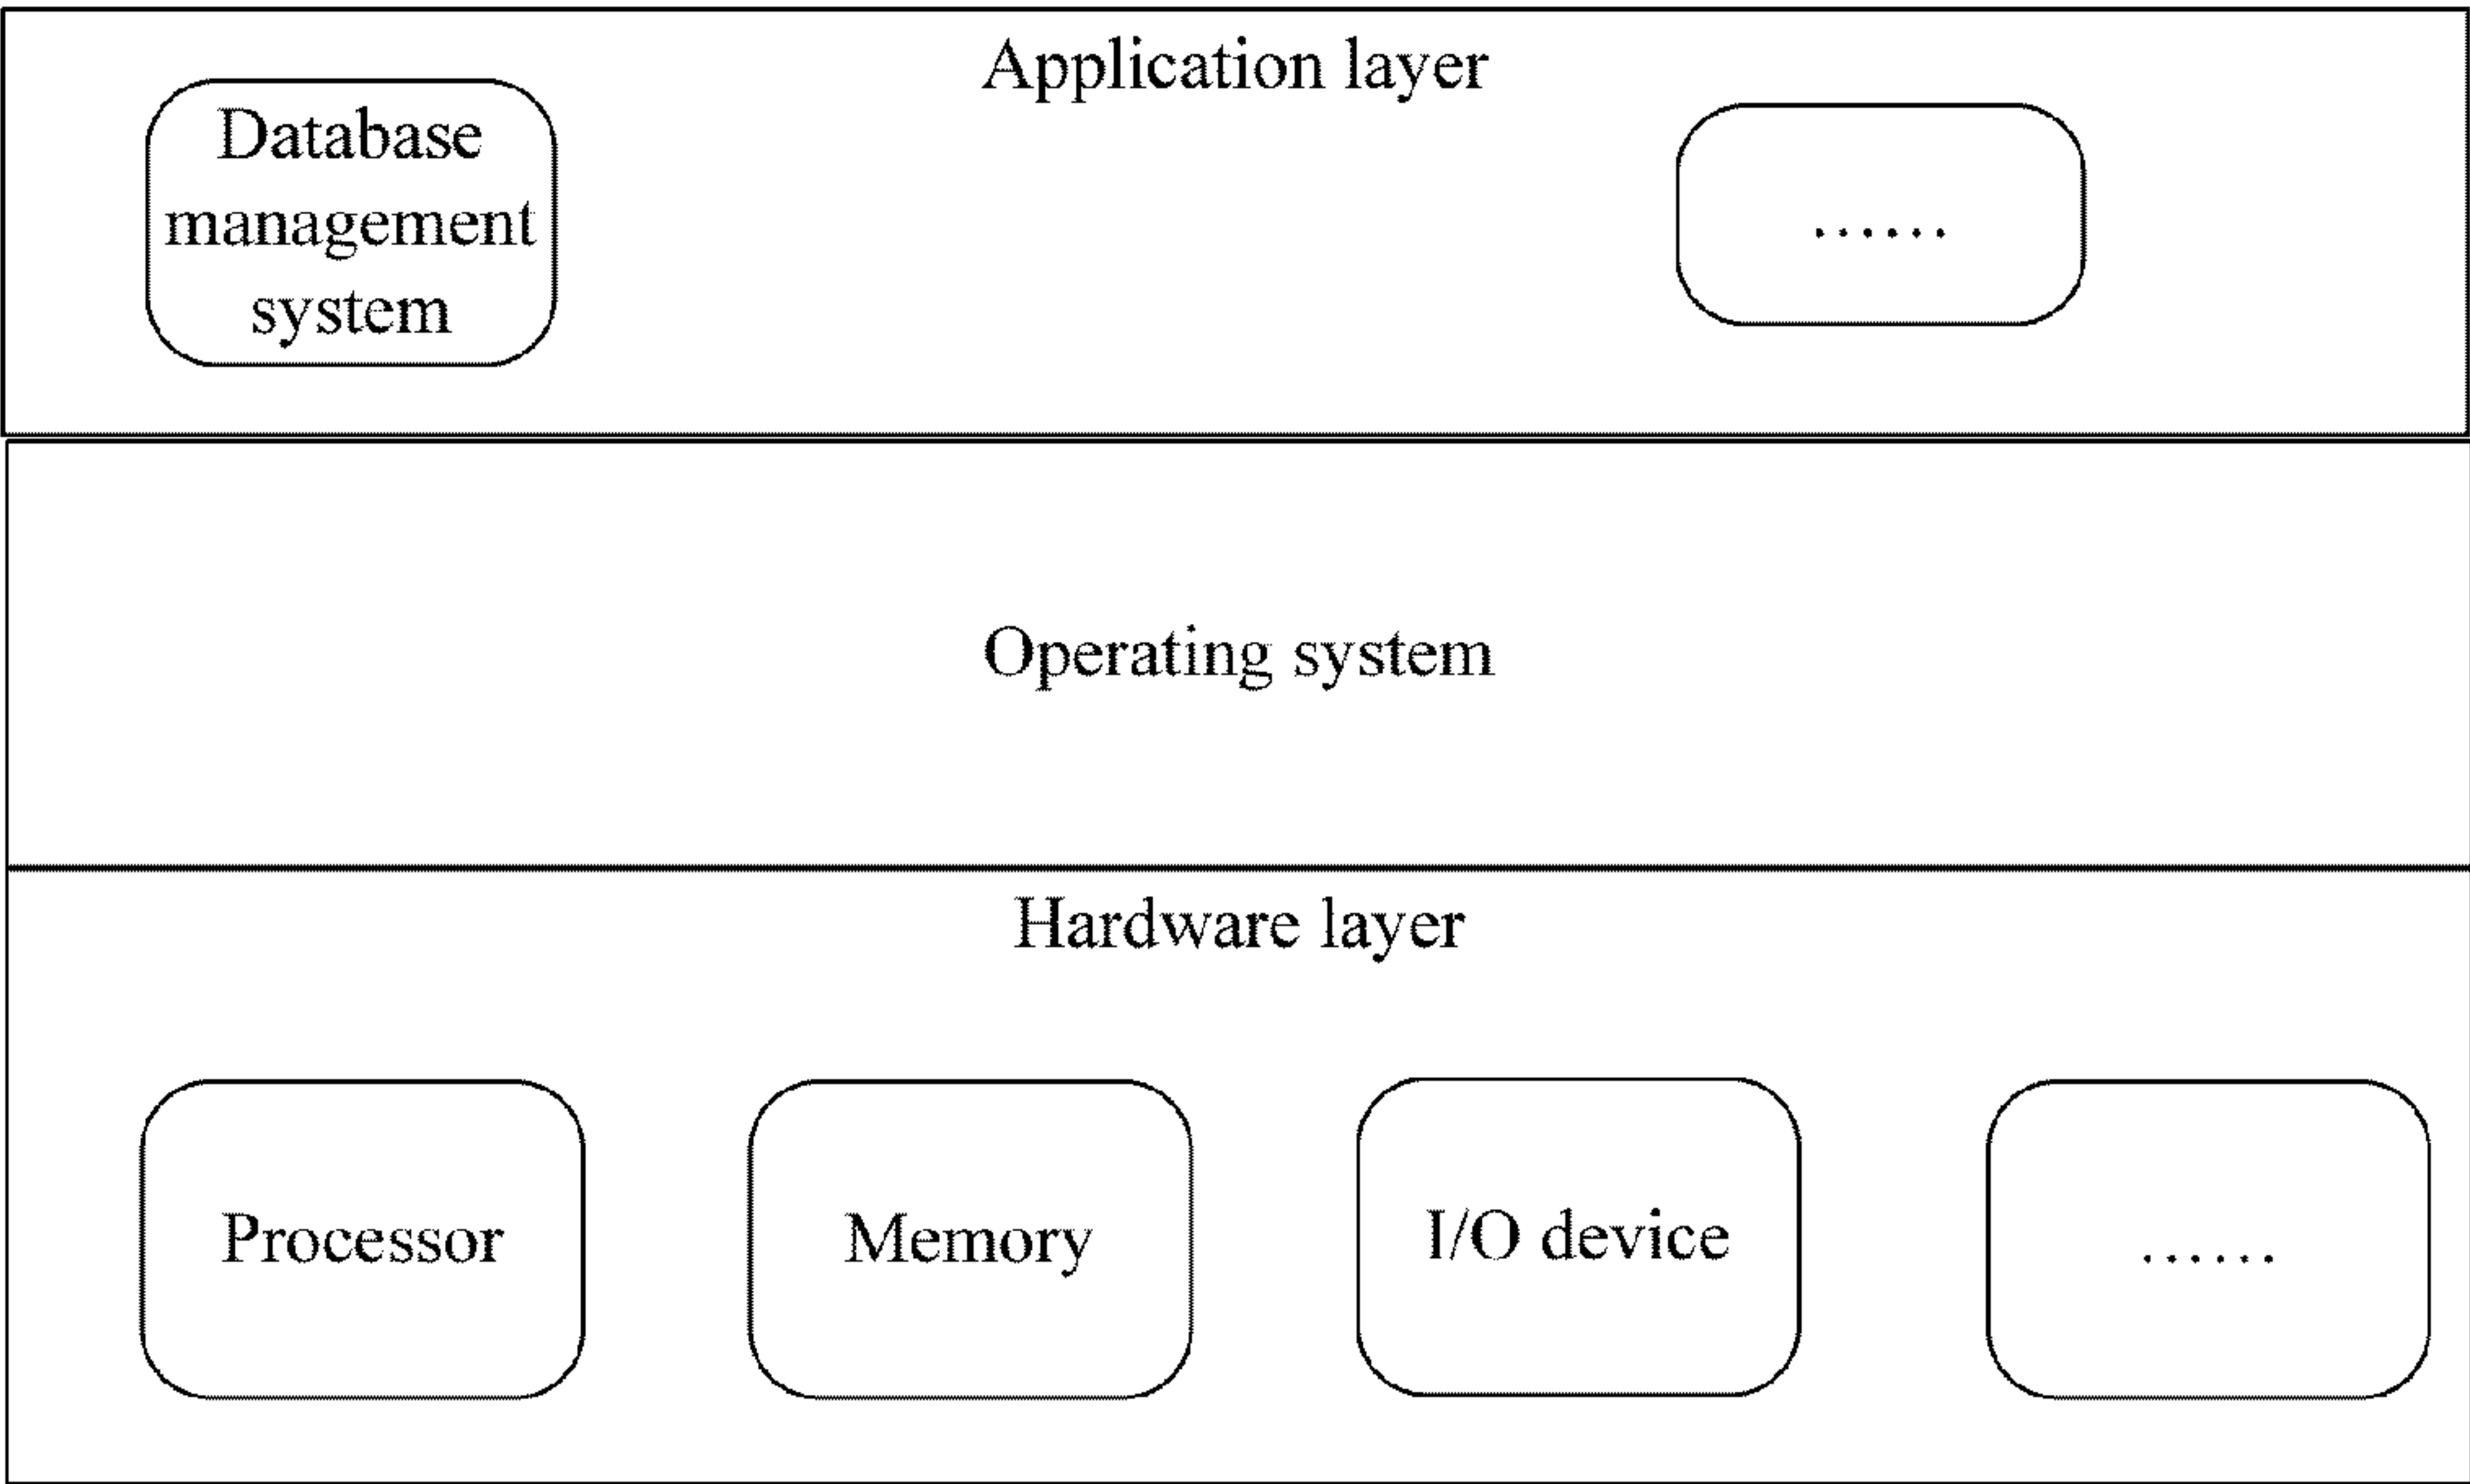 Application layer
Database
management
system
......
Operating system
Hardware layer
Processor
Memory
I/O device
......